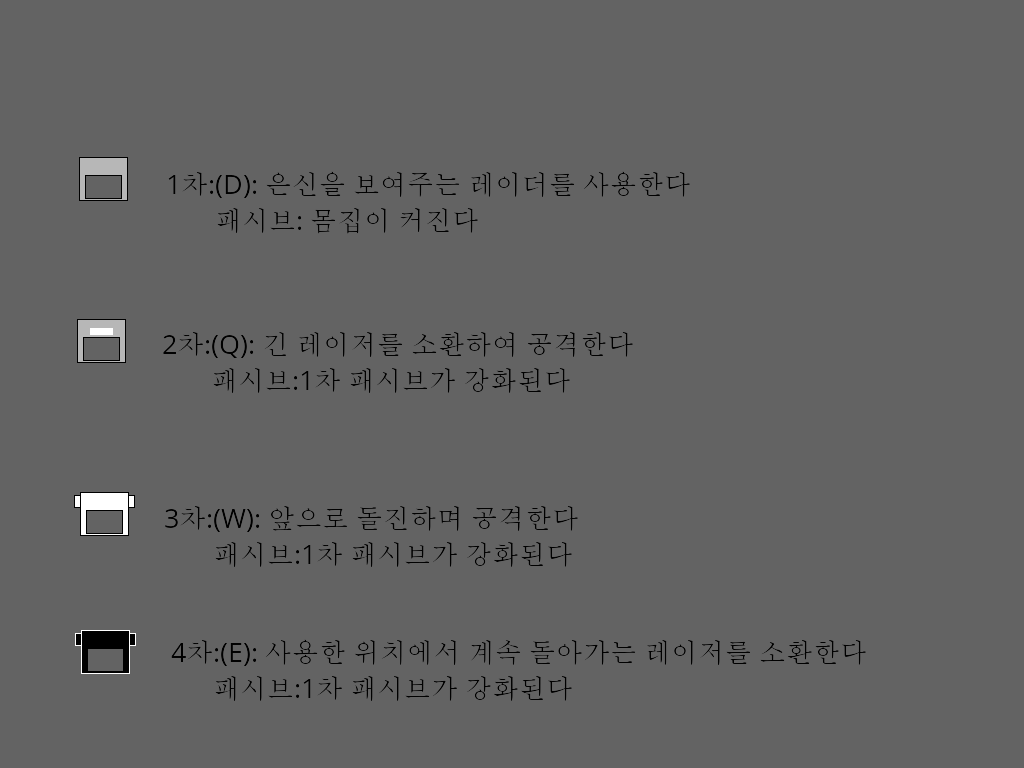 1차:(D): 은신을 보여주는 레이더를 사용한다
패시브: 몸집이 커진다
2차:(Q): 긴 레이저를 소환하여 공격한다
패시브:1차 패시브가 강화된다
3차:(W): 앞으로 돌진하며 공격한다
패시브:1차 패시브가 강화된다
4차:(E): 사용한 위치에서 계속 돌아가는 레이저를 소환한다
패시브:1차 패시브가 강화된다